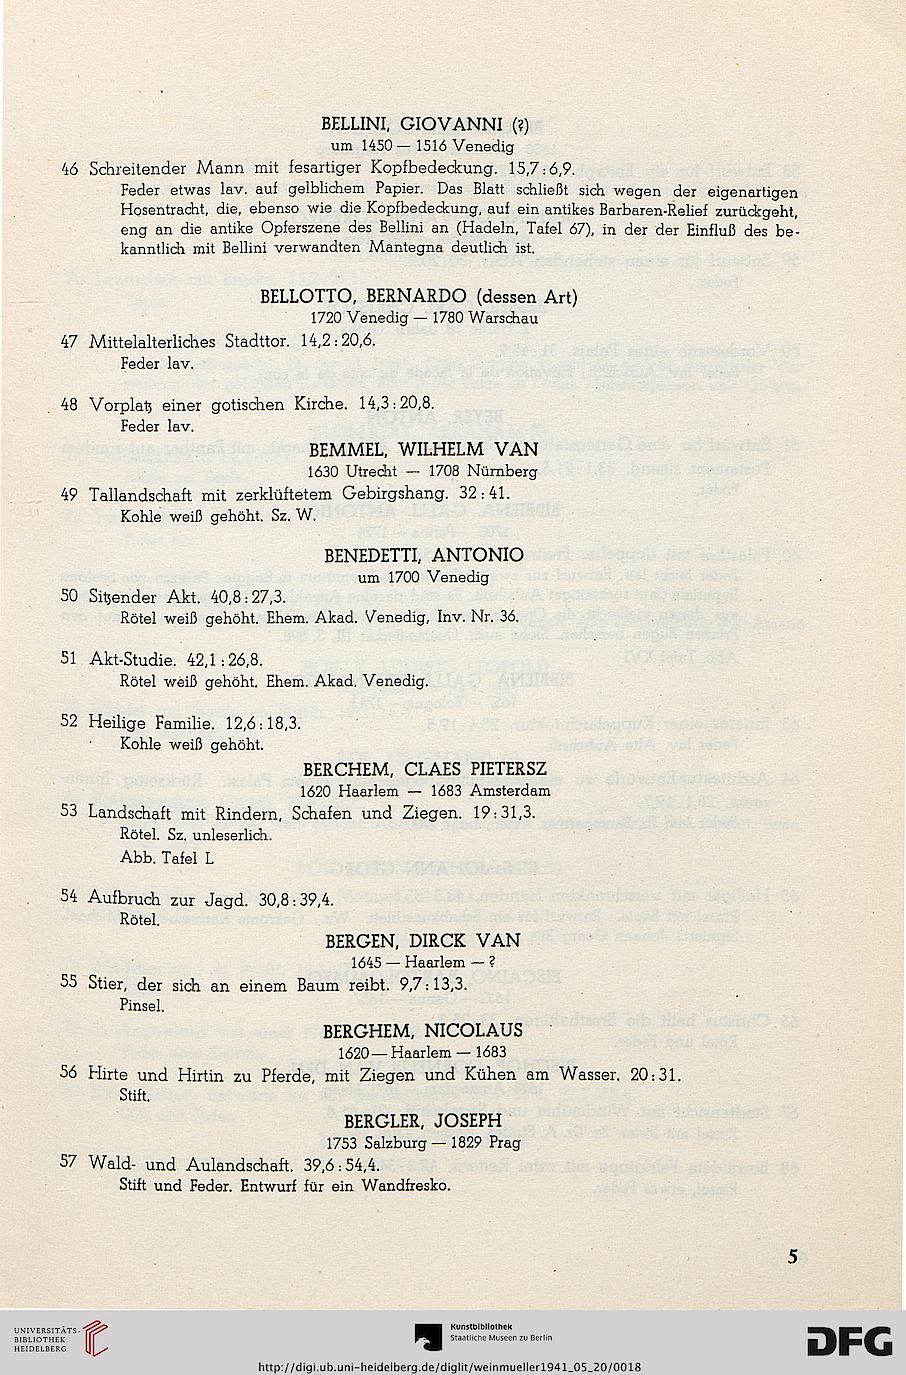 BELLINI, GIOVANNI (?)
um 1450 — 1516 Venedig
46 Schreitender Mann mit fesartiger Kopfbedeckung. 15,7 : 6,9.
Feder etwas lav. auf gelblichem Papier. Das Blatt schließt sich wegen der eigenartigen
Hosentracht, die, ebenso wie die Kopfbedeckung, auf ein antikes Barbaren-Relief zurückgeht,
eng an die antike Opferszene des Bellini an (Hadeln, Tafel 67), in der der Einfluß des be-
kanntlich mit Bellini verwandten Mantegna deutlich ist.
BELLOTTO, BERNARDO (dessen Art)
1720 Venedig — 1780 Warschau
47 Mittelalterliches Stadttor. 14,2 : 20,6.
Feder lav.
48 Vorplatz einer gotischen Kirche. 14,3 : 20,8.
Feder lav.
BEMMEL, WILHELM VAN
1630 Utrecht — 1708 Nürnberg
49 Tallandschaft mit zerklüftetem Gebirgshang. 32 : 41.
Kohle weiß gehöht. Sz. W.
BENEDETTI, ANTONIO
um 1700 Venedig
50 Sitzender Akt. 40,8 : 27,3.
Rötel weiß gehöht. Ehem. Akad. Venedig, Inv. Nr. 36.
51 Akt-Studie. 42,1 : 26,8.
Rötel weiß gehöht. Ehem. Akad. Venedig.
52 Heilige Familie. 12,6 : 18,3.
Kohle weiß gehöht.
BERCHEM, CLAES PIETERSZ
1620 Haarlem — 1683 Amsterdam
53 Landschaft mit Rindern, Schafen und Ziegen. 19 : 31,3.
Rötel. Sz. unleserlich.
Abb. Tafel L
54 Aufbruch zur Jagd. 30,8 : 39,4.
Rötel.
BERGEN, DIRCK VAN
1645 — Haarlem — ?
55 Stier, der sich an einem Baum reibt. 9,7 : 13,3.
Pinsel.
BERGHEM, NICOLAUS
1620 — Haarlem — 1683
56 Hirte und Hirtin zu Pferde, mit Ziegen und Kühen am Wasser. 20 : 31.
Stift.
BERGLER, JOSEPH
1753 Salzburg — 1829 Prag
57 Wald- und Aulandschaft. 39,6 : 54,4.
Stift und Feder. Entwurf für ein Wandfresko.
5
UNIVERSITÄTS-
BIBLIOTHEK
HEIDELBERG
Kunstbibliothek
Staatliche Museen zu Berlin
DFG
http://digi.ub.uni-heidelberg.de/diglit/weinmueller1941_05_20/0018